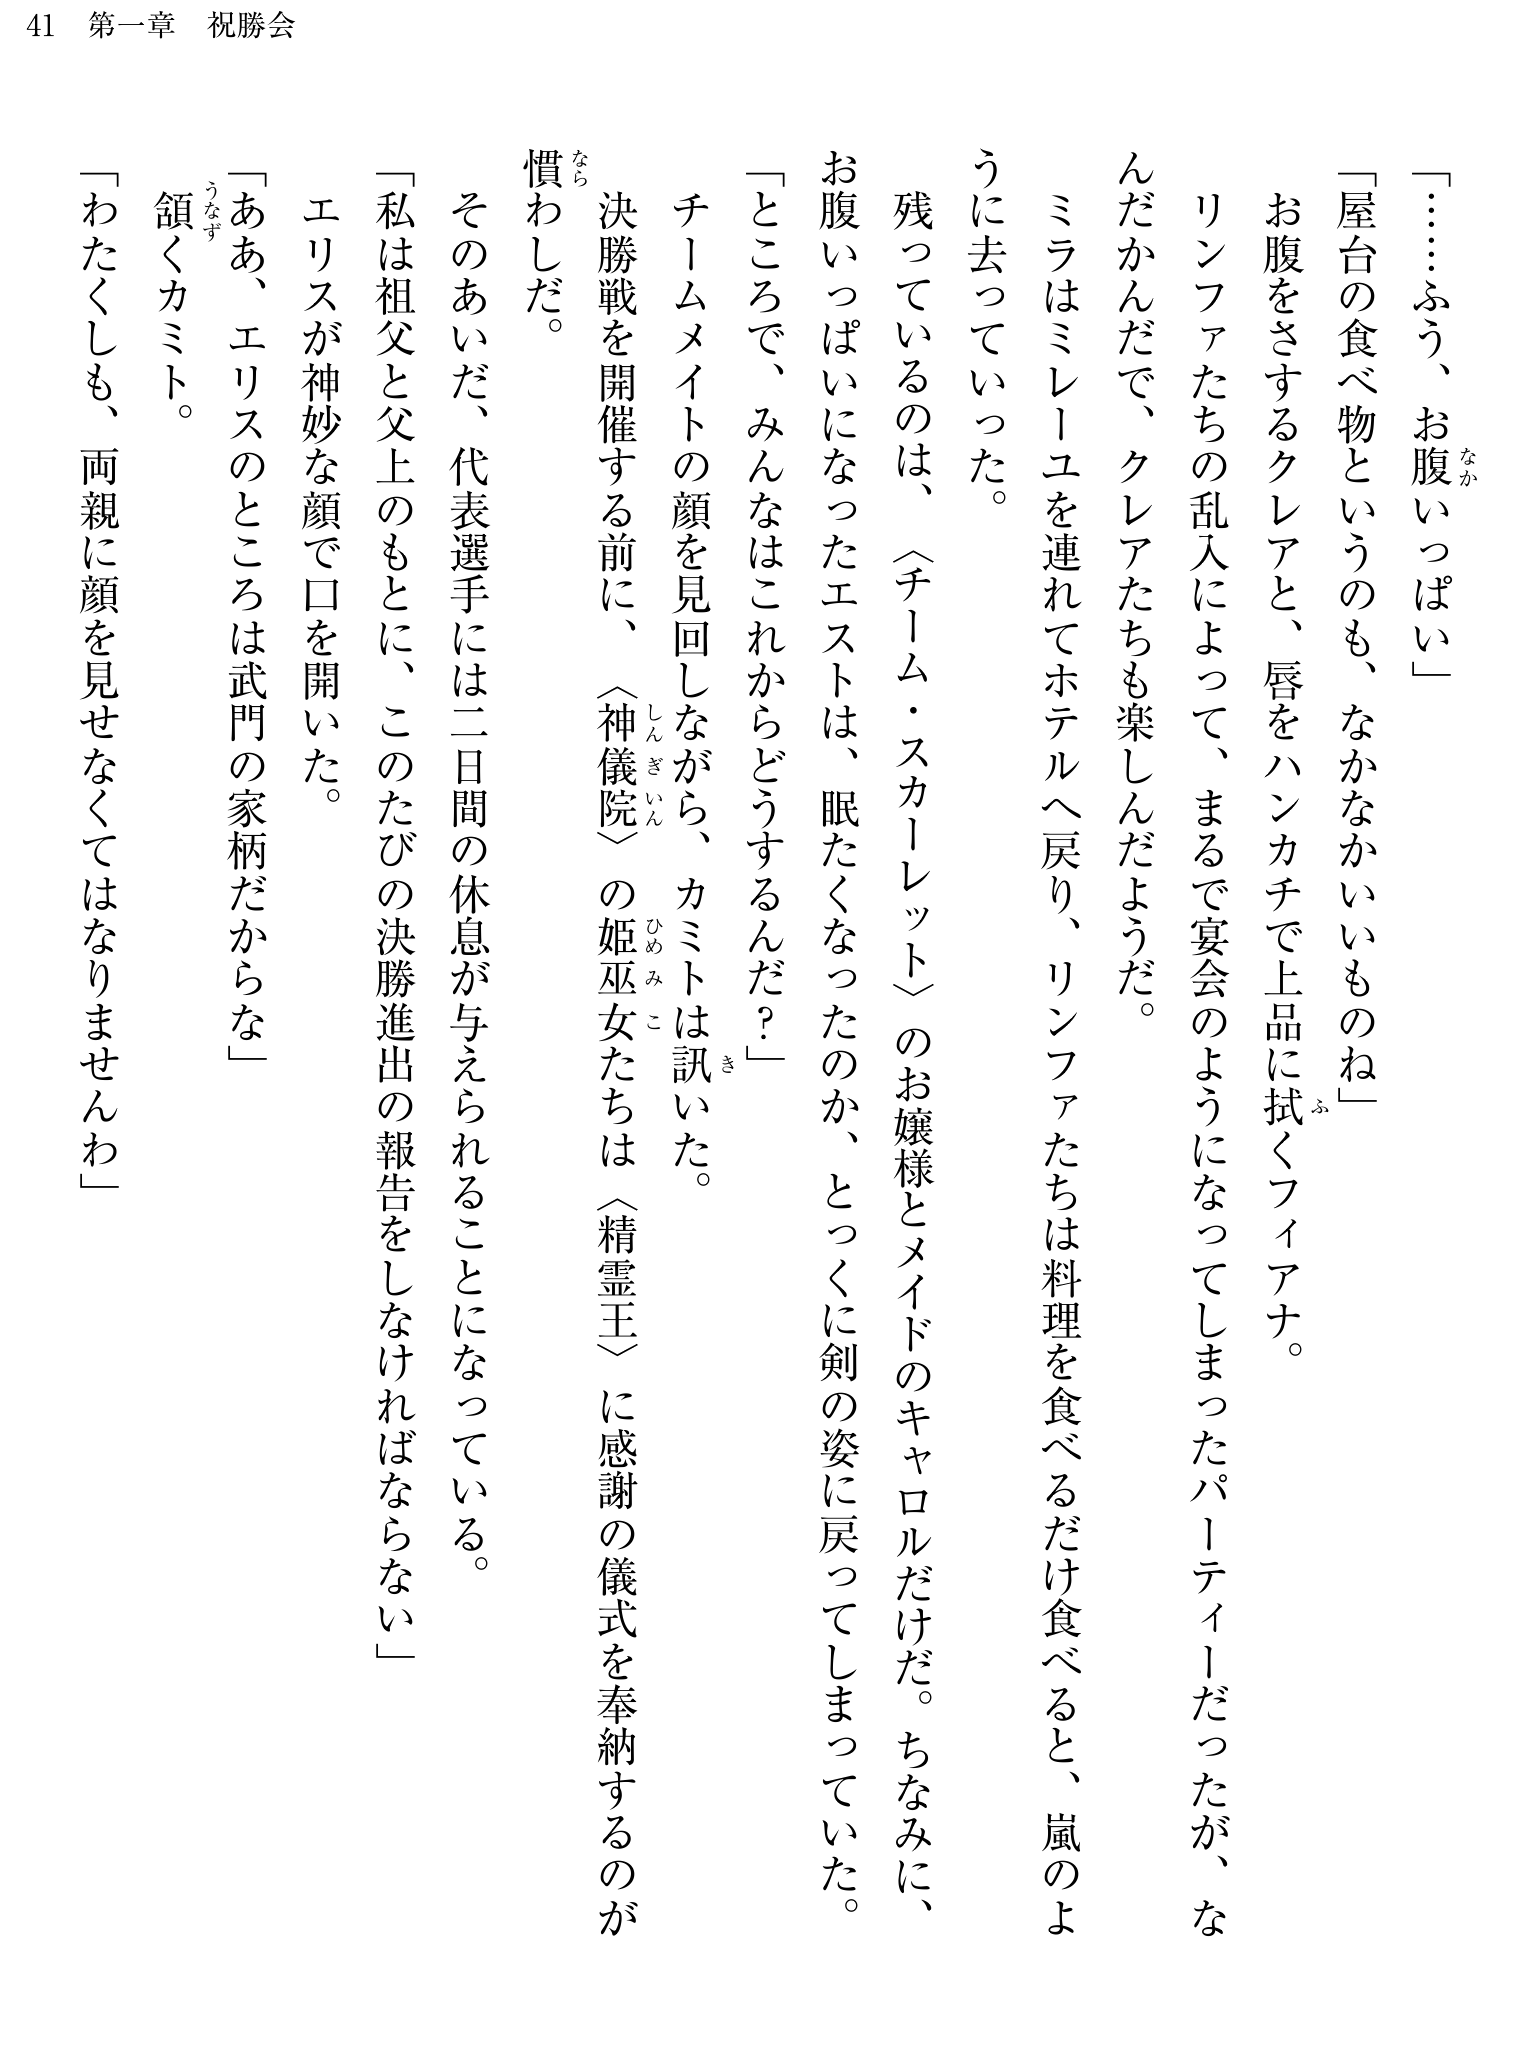 41　第一章　祝勝会
「……ふう、お腹いっぱい」
「屋台の食べ物というのも、なかなかいいものね」
　お腹をさするクレアと、唇をハンカチで上品に拭くフィアナ。
　リンファたちの乱入によって、まるで宴会のようになってしまったパーティーだったが、な
んだかんだで、クレアたちも楽しんだようだ。
　ミラはミレーユを連れてホテルへ戻り、リンファたちは料理を食べるだけ食べると、嵐のよ
うに去っていった。
　残っているのは、〈チーム・スカーレット〉のお嬢様とメイドのキャロルだけだ。ちなみに、
お腹いっぱいになったエストは、眠たくなったのか、とっくに剣の姿に戻ってしまっていた。
「ところで、みんなはこれからどうするんだ？」
　チームメイトの顔を見回しながら、カミトは訊いた。
　決勝戦を開催する前に、〈神儀院〉の姫巫女たちは〈精霊王〉に感謝の儀式を奉納するのが
慣わしだ。
　そのあいだ、代表選手には二日間の休息が与えられることになっている。
「私は祖父と父上のもとに、このたびの決勝進出の報告をしなければならない」
　エリスが神妙な顔で口を開いた。
「ああ、エリスのところは武門の家柄だからな」
　頷くカミト。
「わたくしも、両親に顔を見せなくてはなりませんわ」